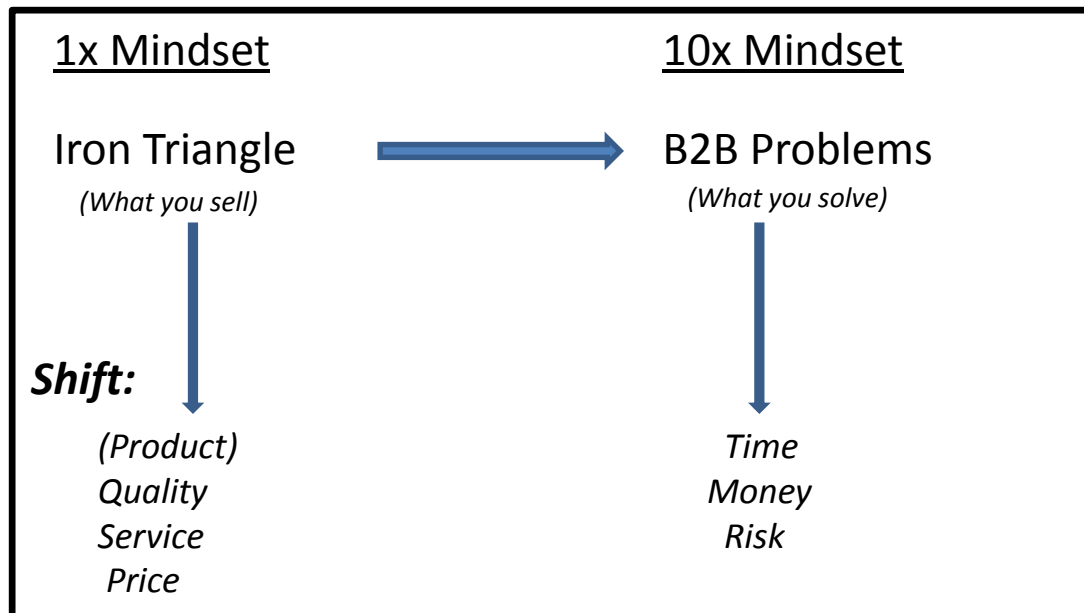 1x Mindset
10x Mindset
Iron Triangle
B2B Problems
(What you sell)
(What you solve)
Shift:
(Product)
Quality
Service
Price
Time
Money
Risk